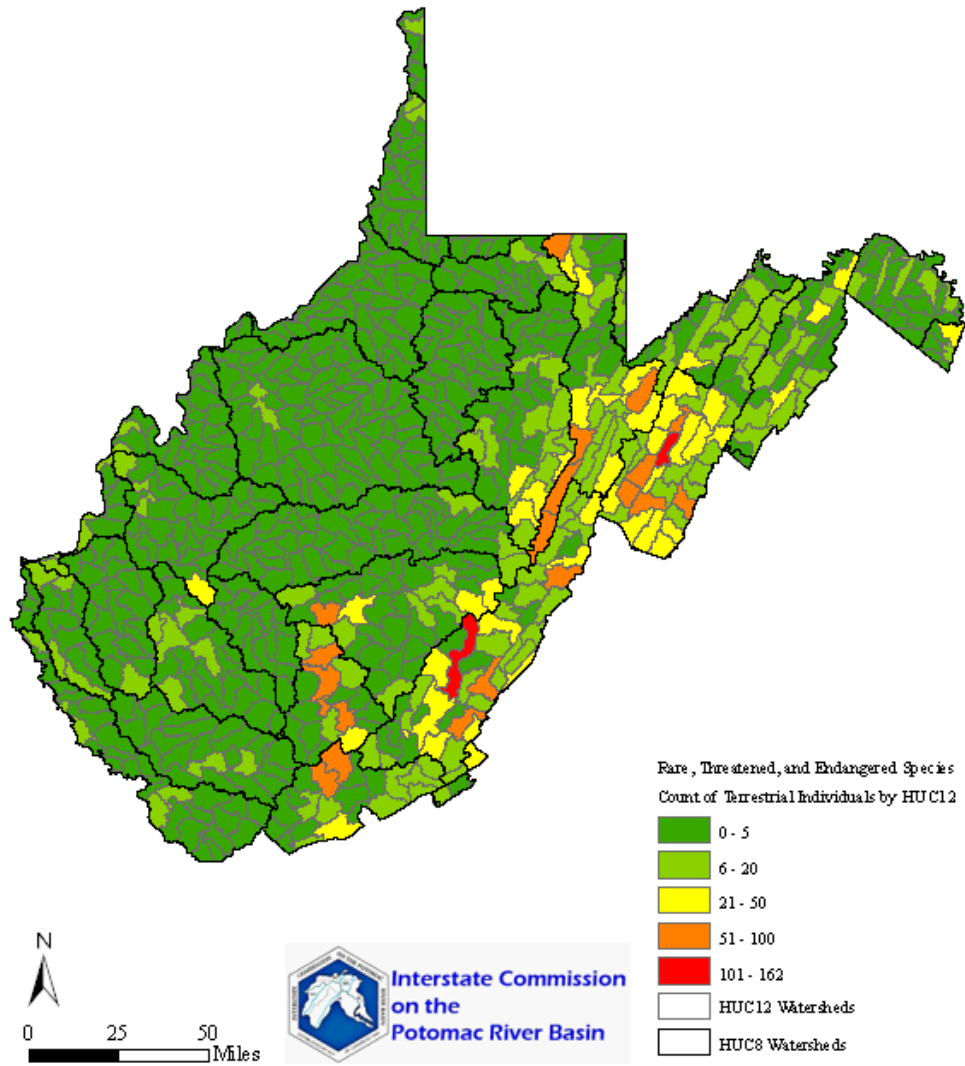 Rare, Threatened, and Endangered Species
Count of Terrestrial Individuals by HUC12
0 - 5
6 - 20
21 - 50
51 - 100
101 - 162
HUC12 Watersheds
HUC8 Watersheds
N
0 25 50
Miles
Interstate Commission
on the
Potomac River Basin